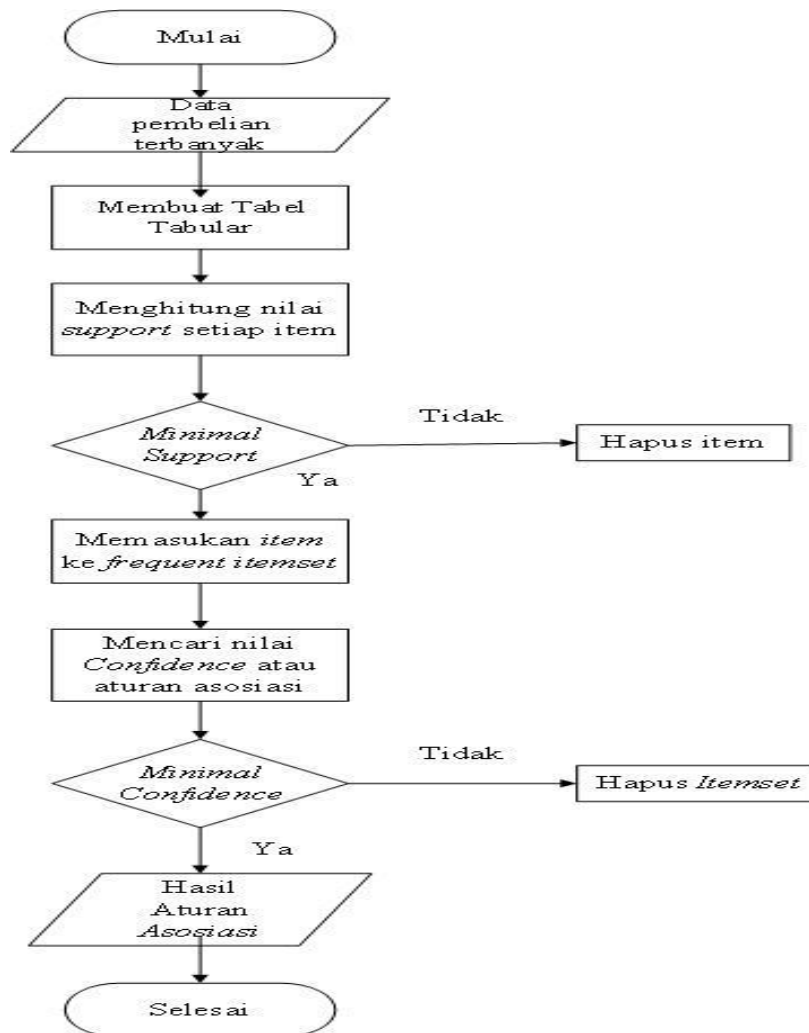 Mulai
Data
pembelian
terbanyak
Membuat Tabel
Tabular
Menghitung nilai
support setiap item
Minimal
Support
Tidak
Hapus item
Ya
Memasukan item
ke frequent itemset
Mencari nilai
Confidence atau
aturan asosiasi
Minimal
Confidence
Tidak
Hapus Itemset
Ya
Hasil
Aturan
Asosiasi
Selesai